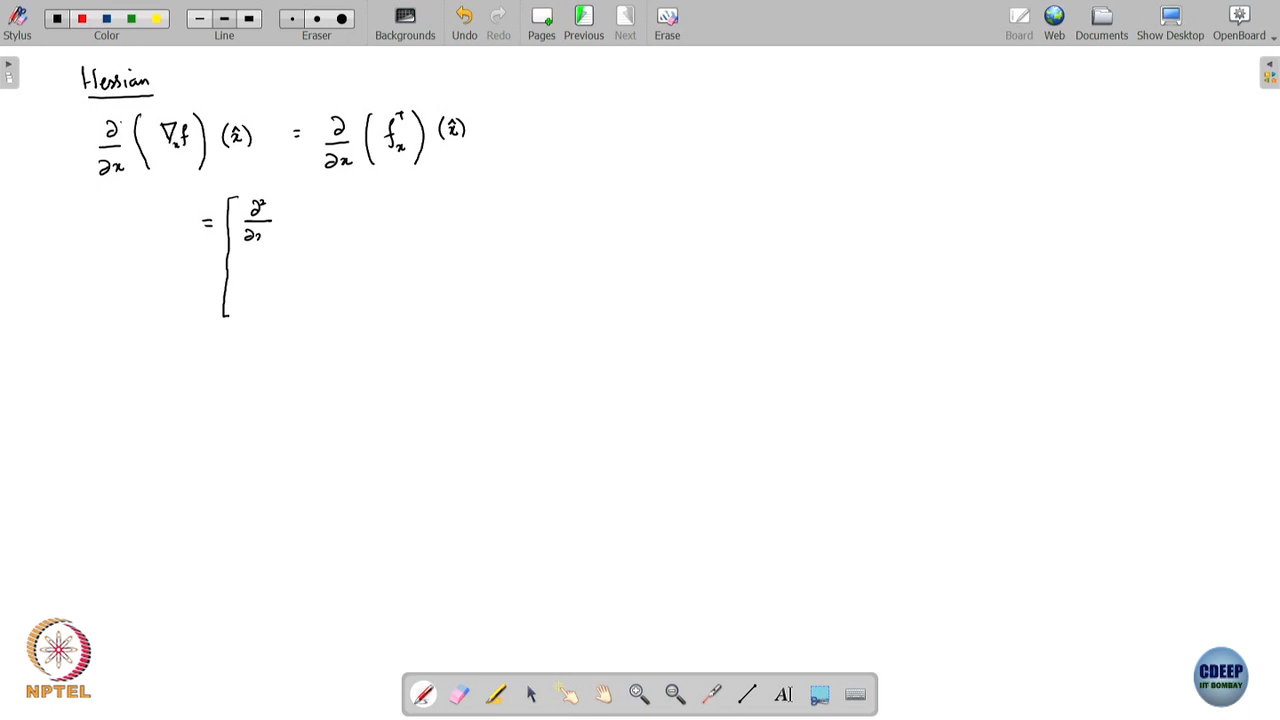 Stylus Color Line Eraser Backgrounds Undo Redo Pages Previous Next Erase Board Web Documents Show Desktop OpenBoard
Hessian
∂/∂x (∇ₓf) (x̂) = ∂/∂x (fₓᵀ) (x̂)
= [ ∂²/∂x
NPTEL
CDEEP
IIT BOMBAY